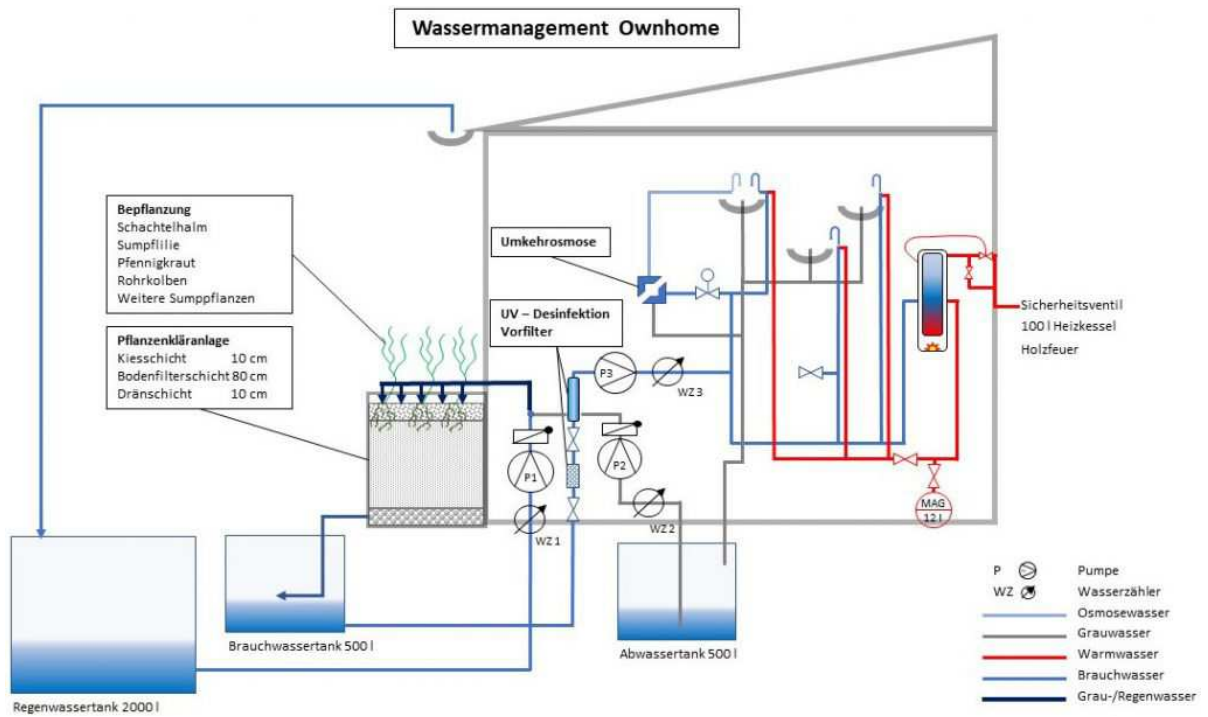 Wassermanagement Ownhome
Bepflanzung
Schachtelhalm
Sumpflilie
Pfennigkraut
Rohrkolben
Weitere Sumppflanzen
Pflanzenkläranlage
Kiesschicht 10 cm
Bodenfilterschicht 80 cm
Dränschicht 10 cm
Umkehrosmose
UV – Desinfektion
Vorfilter
P3
WZ 3
P1
P2
WZ 1
WZ 2
Sicherheitsventil
100 l Heizkessel
Holzfeuer
MAG
12 l
Brauchwassertank 500 l
Abwassertank 500 l
Regenwassertank 2000 l
P Pumpe
WZ Wasserzähler
Osmosewasser
Grauwasser
Warmwasser
Brauchwasser
Grau-/Regenwasser